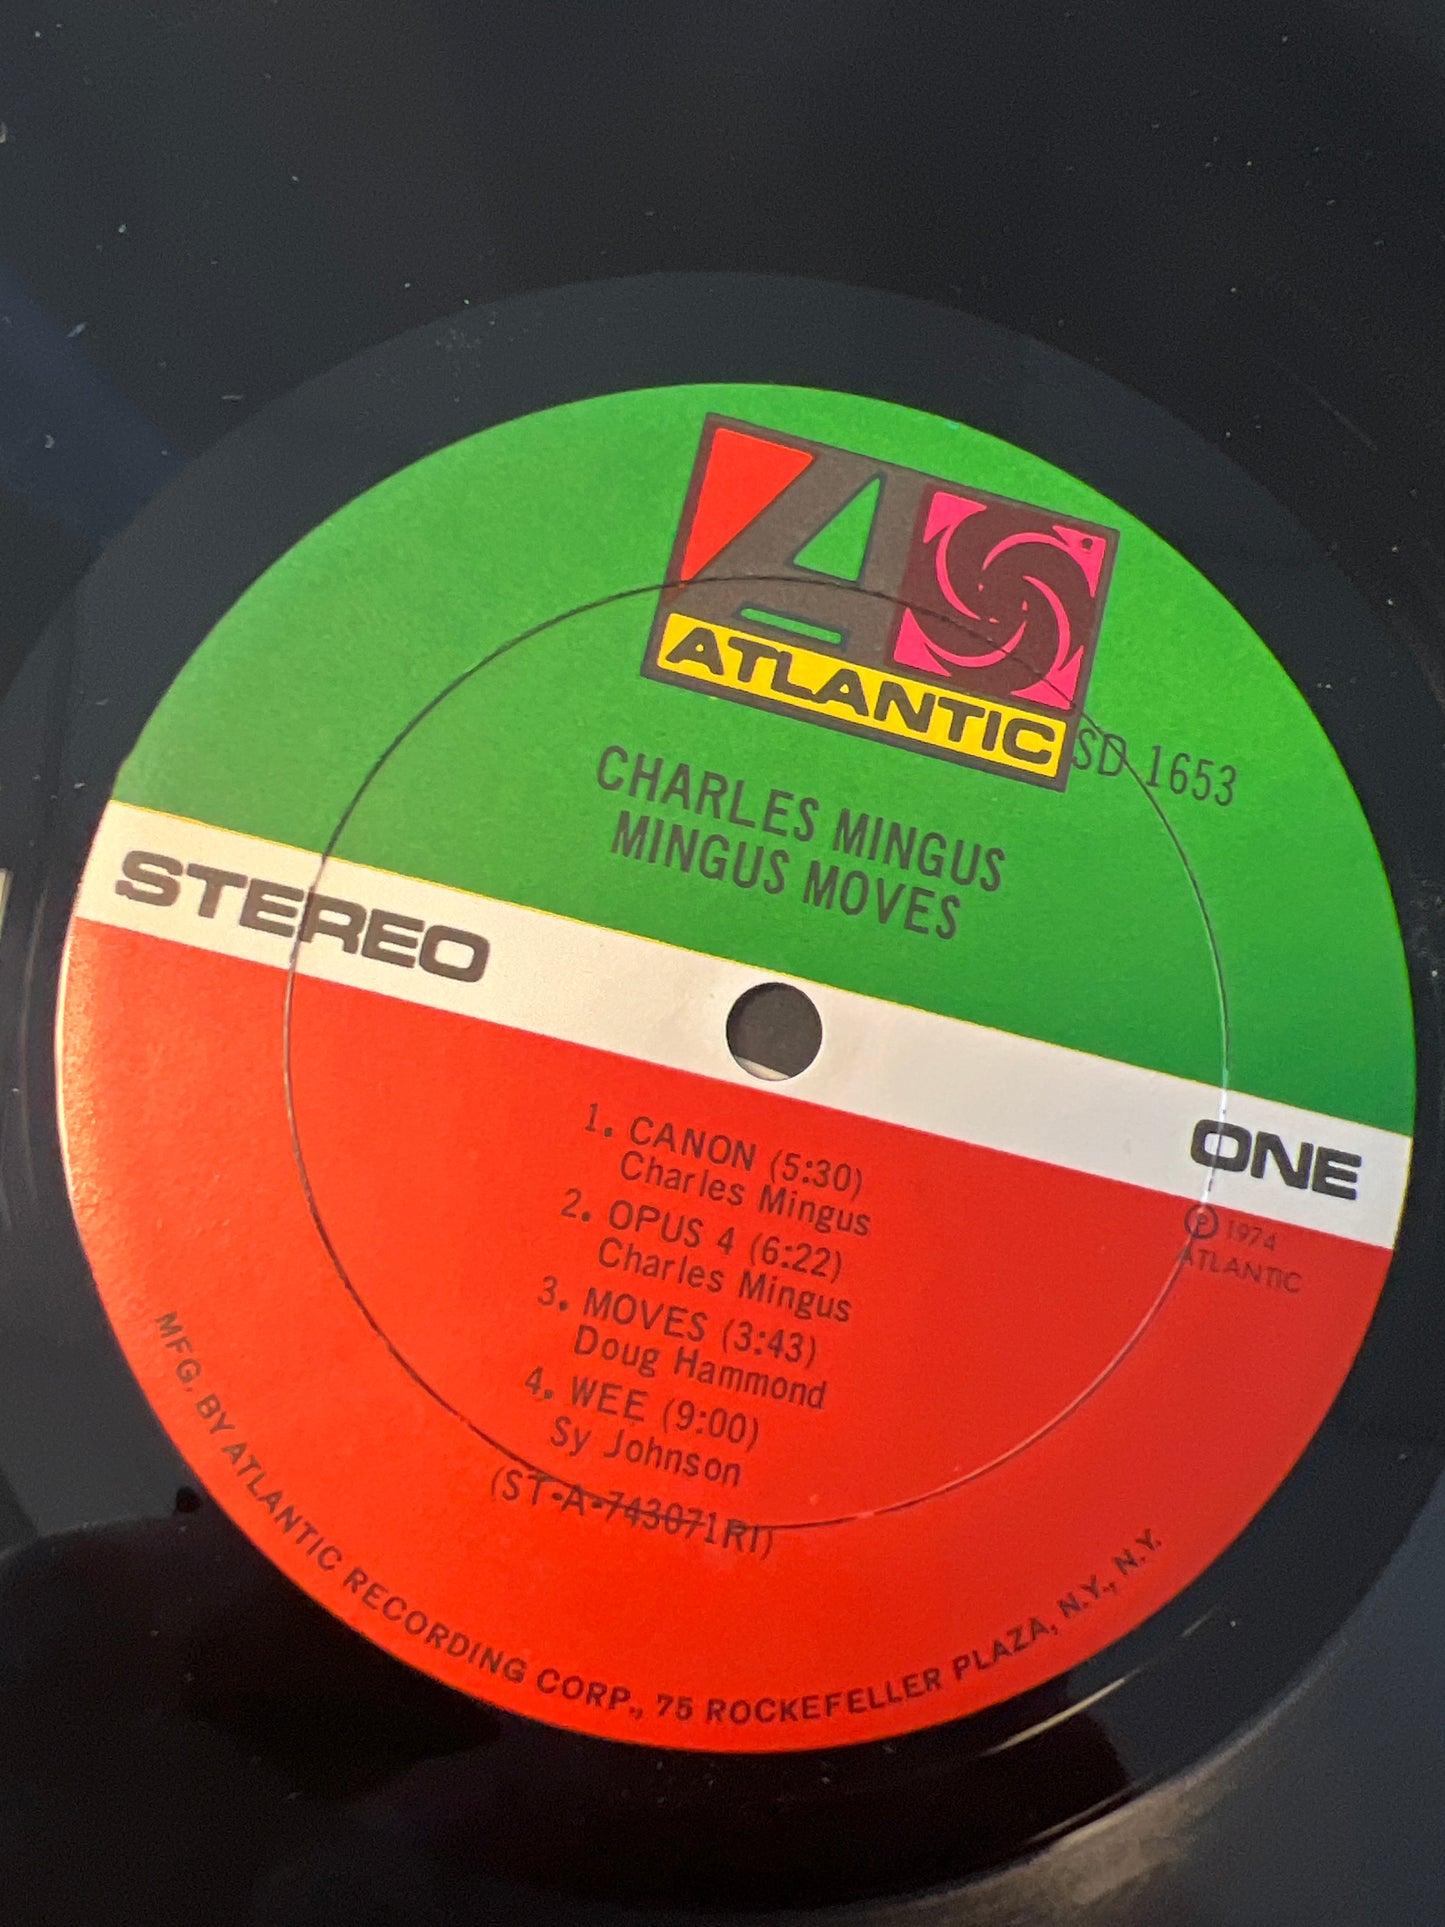 ATLANTIC
SD 1653
CHARLES MINGUS
MINGUS MOVES
STEREO
ONE
℗ 1974
ATLANTIC
1. CANON (5:30)
Charles Mingus
2. OPUS 4 (6:22)
Charles Mingus
3. MOVES (3:43)
Doug Hammond
4. WEE (9:00)
Sy Johnson
(ST-A-743071RI)
MFG. BY ATLANTIC RECORDING CORP., 75 ROCKEFELLER PLAZA, N.Y., N.Y.